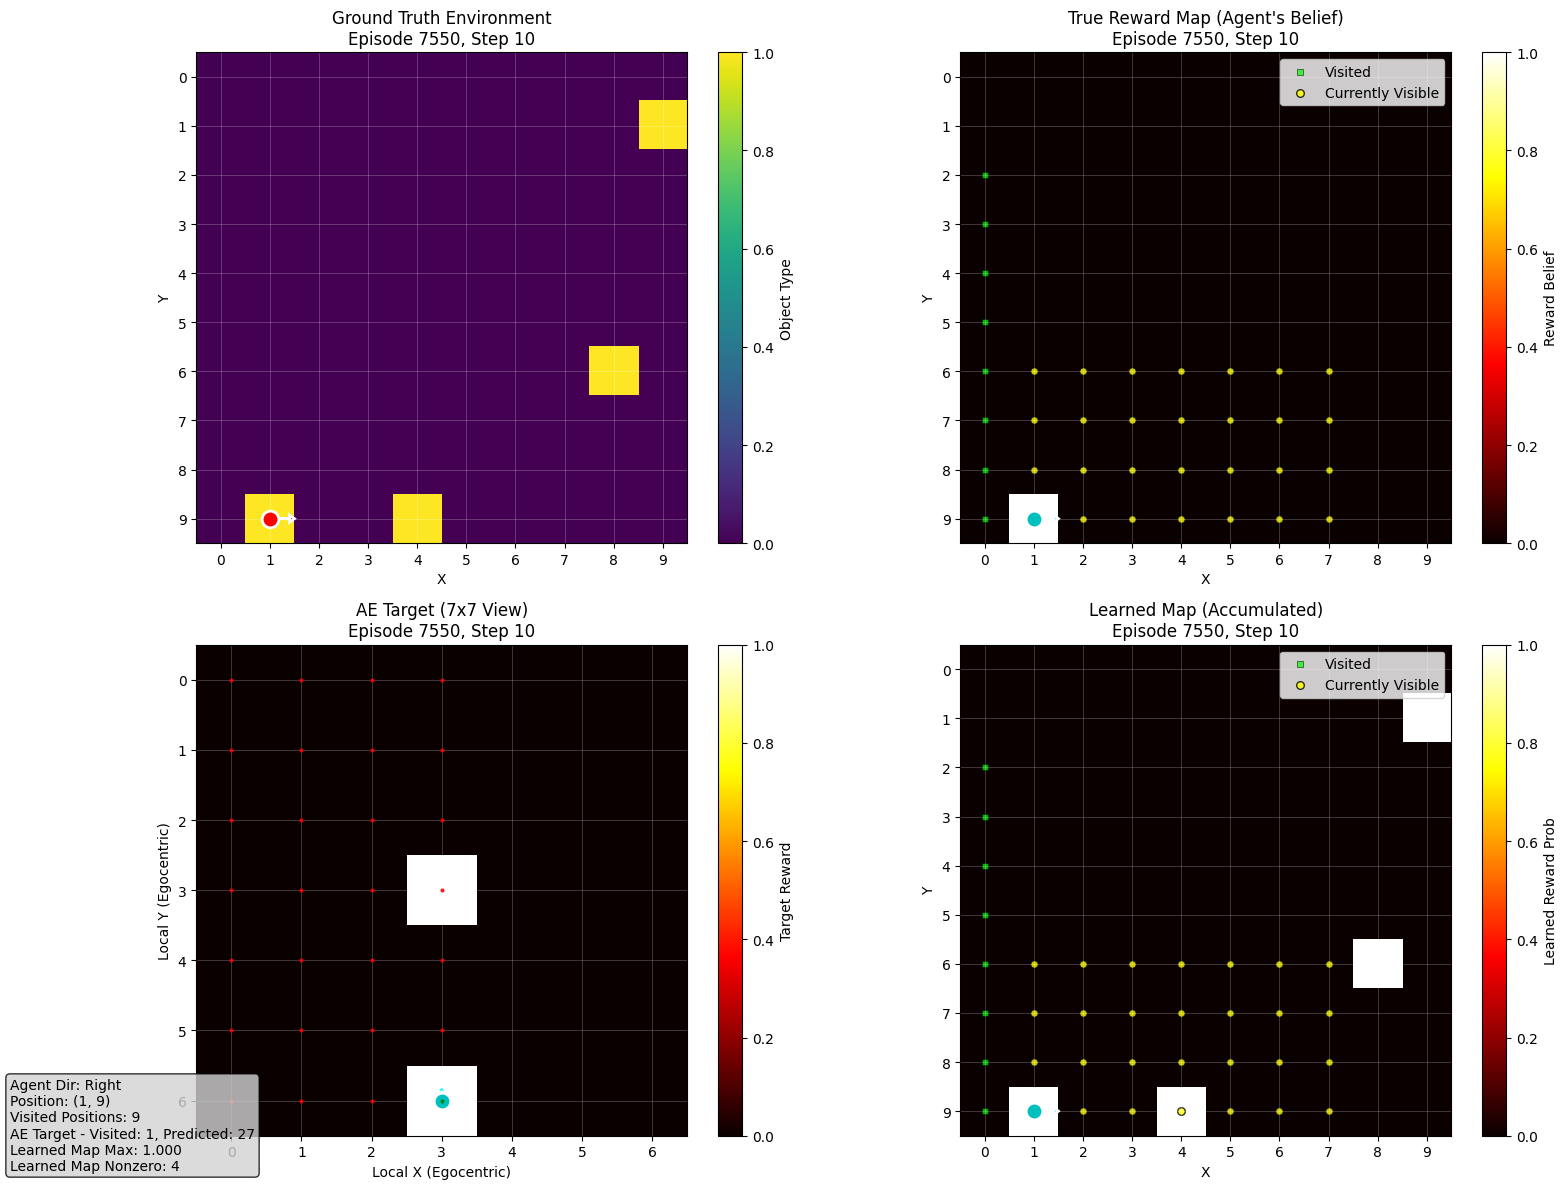 Ground Truth Environment
Episode 7550, Step 10
0
1
2
3
4
5
6
7
8
9
Y
0 1 2 3 4 5 6 7 8 9
X
1.0
0.8
0.6
0.4
0.2
0.0
Object Type
True Reward Map (Agent's Belief)
Episode 7550, Step 10
Visited
Currently Visible
0
1
2
3
4
5
6
7
8
9
Y
0 1 2 3 4 5 6 7 8 9
X
1.0
0.8
0.6
0.4
0.2
0.0
Reward Belief
AE Target (7x7 View)
Episode 7550, Step 10
0
1
2
3
4
5
6
Local Y (Egocentric)
0 1 2 3 4 5 6
Local X (Egocentric)
1.0
0.8
0.6
0.4
0.2
0.0
Target Reward
Learned Map (Accumulated)
Episode 7550, Step 10
Visited
Currently Visible
0
1
2
3
4
5
6
7
8
9
Y
0 1 2 3 4 5 6 7 8 9
X
1.0
0.8
0.6
0.4
0.2
0.0
Learned Reward Prob
Agent Dir: Right
Position: (1, 9)
Visited Positions: 9
AE Target - Visited: 1, Predicted: 27
Learned Map Max: 1.000
Learned Map Nonzero: 4